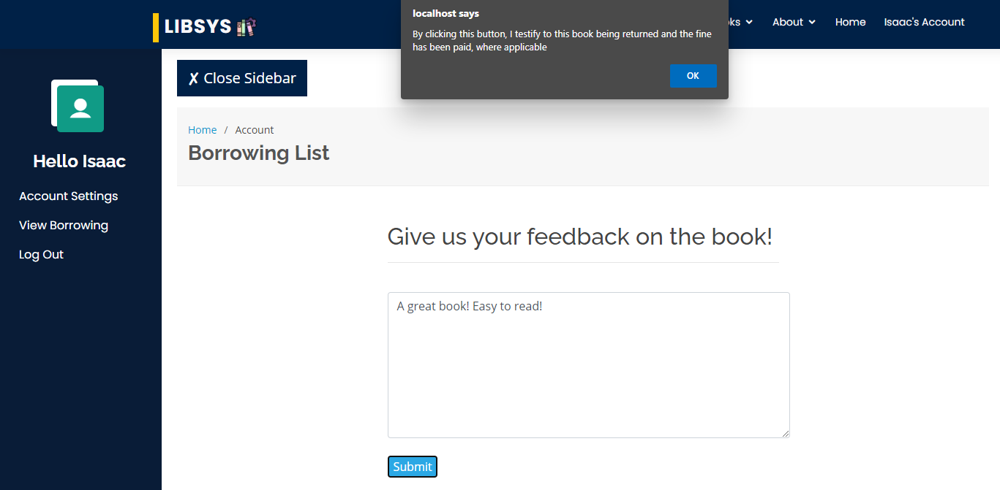 LIBSYS
About
Home
Isaac's Account
localhost says
By clicking this button, I testify to this book being returned and the fine
has been paid, where applicable
OK
Hello Isaac
Account Settings
View Borrowing
Log Out
✗ Close Sidebar
Home / Account
Borrowing List
Give us your feedback on the book!
A great book! Easy to read!
Submit